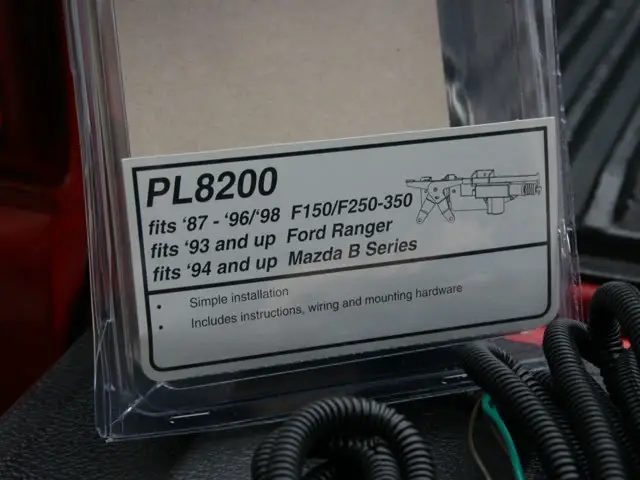 PL8200
fits '87 - '96/'98 F150/F250-350
fits '93 and up Ford Ranger
fits '94 and up Mazda B Series
• Simple installation
• Includes instructions, wiring and mounting hardware